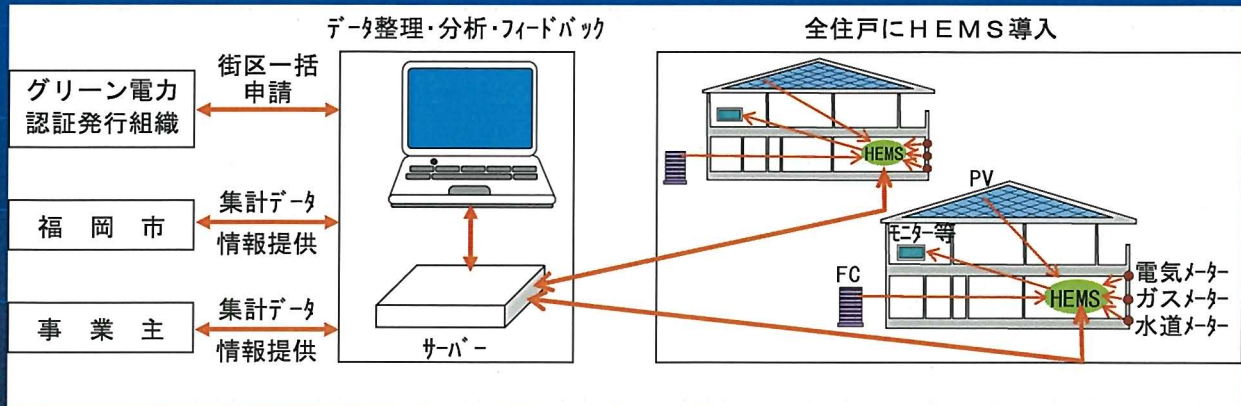 データ整理・分析・フィードバック
全住戸にHEMS導入
グリーン電力
認証発行組織
街区一括
申請
福岡市
集計データ
情報提供
事業主
集計データ
情報提供
サーバー
HEMS
PV
モニター等
FC
HEMS
電気メーター
ガスメーター
水道メーター